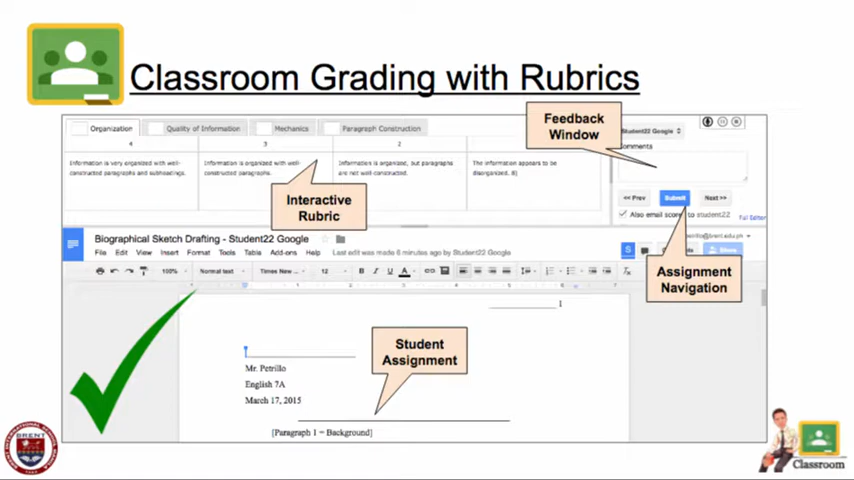 Classroom Grading with Rubrics
Feedback
Window
Organization
Quality of Information
Mechanics
Paragraph Construction
Student22 Google
Comments
4
3
2
Information is very organized with well-
constructed paragraphs and subheadings.
Information is organized with well-
constructed paragraphs.
Information is organized, but paragraphs
are not well-constructed.
The information appears to be
disorganized. 8)
Interactive
Rubric
<< Prev
Submit
Next >>
Also email score to student22
Full Editor
Biographical Sketch Drafting - Student22 Google
File Edit View Insert Format Tools Table Add-ons Help
Last edit was made 6 minutes ago by Student22 Google
S
Share
100%
Normal text
Times New ...
12
B I U A
Assignment
Navigation
1
Student
Assignment
Mr. Petrillo
English 7A
March 17, 2015
[Paragraph 1 = Background]
BRENT
Classroom